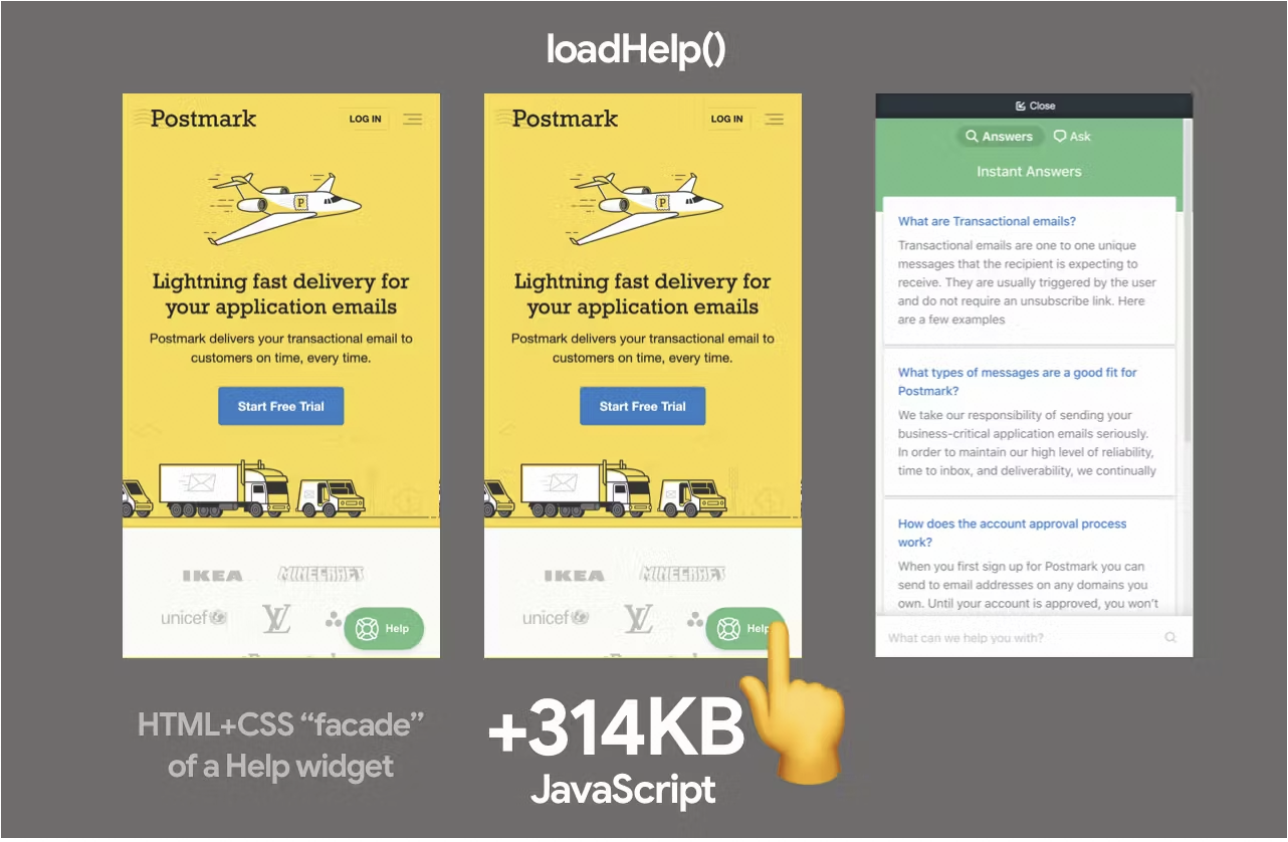 loadHelp()
Postmark
LOG IN
P
Lightning fast delivery for
your application emails
Postmark delivers your transactional email to
customers on time, every time.
Start Free Trial
IKEA
MINECRAFT
unicef
LV
Help
HTML+CSS “facade”
of a Help widget
Postmark
LOG IN
P
Lightning fast delivery for
your application emails
Postmark delivers your transactional email to
customers on time, every time.
Start Free Trial
IKEA
MINECRAFT
unicef
LV
Help
+314KB
JavaScript
Close
Answers
Ask
Instant Answers
What are Transactional emails?
Transactional emails are one to one unique
messages that the recipient is expecting to
receive. They are usually triggered by the user
and do not require an unsubscribe link. Here
are a few examples
What types of messages are a good fit for
Postmark?
We take our responsibility of sending your
business-critical application emails seriously.
In order to maintain our high level of reliability,
time to inbox, and deliverability, we continually
How does the account approval process
work?
When you first sign up for Postmark you can
send to email addresses on any domains you
own. Until your account is approved, you won’t
What can we help you with?